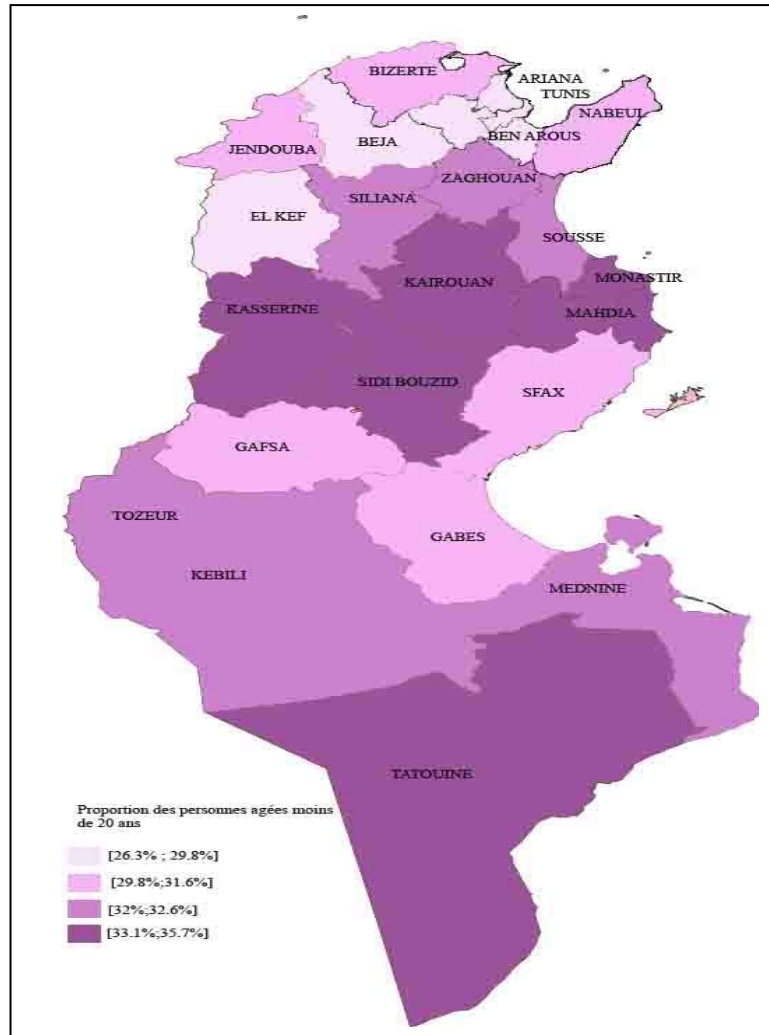 BIZERTE
ARIANA
TUNIS
NABEUL
BEN AROUS
BEJA
JENDOUBA
ZAGHOUAN
SILIANA
EL KEF
SOUSSE
MONASTIR
KAIROUAN
KASSERINE
MAHDIA
SIDI BOUZID
SFAX
GAFSA
TOZEUR
GABES
KEBILI
MEDNINE
TATOUINE
Proportion des personnes agées moins
de 20 ans
[26.3% ; 29.8%]
[29.8%;31.6%]
[32%;32.6%]
[33.1%;35.7%]